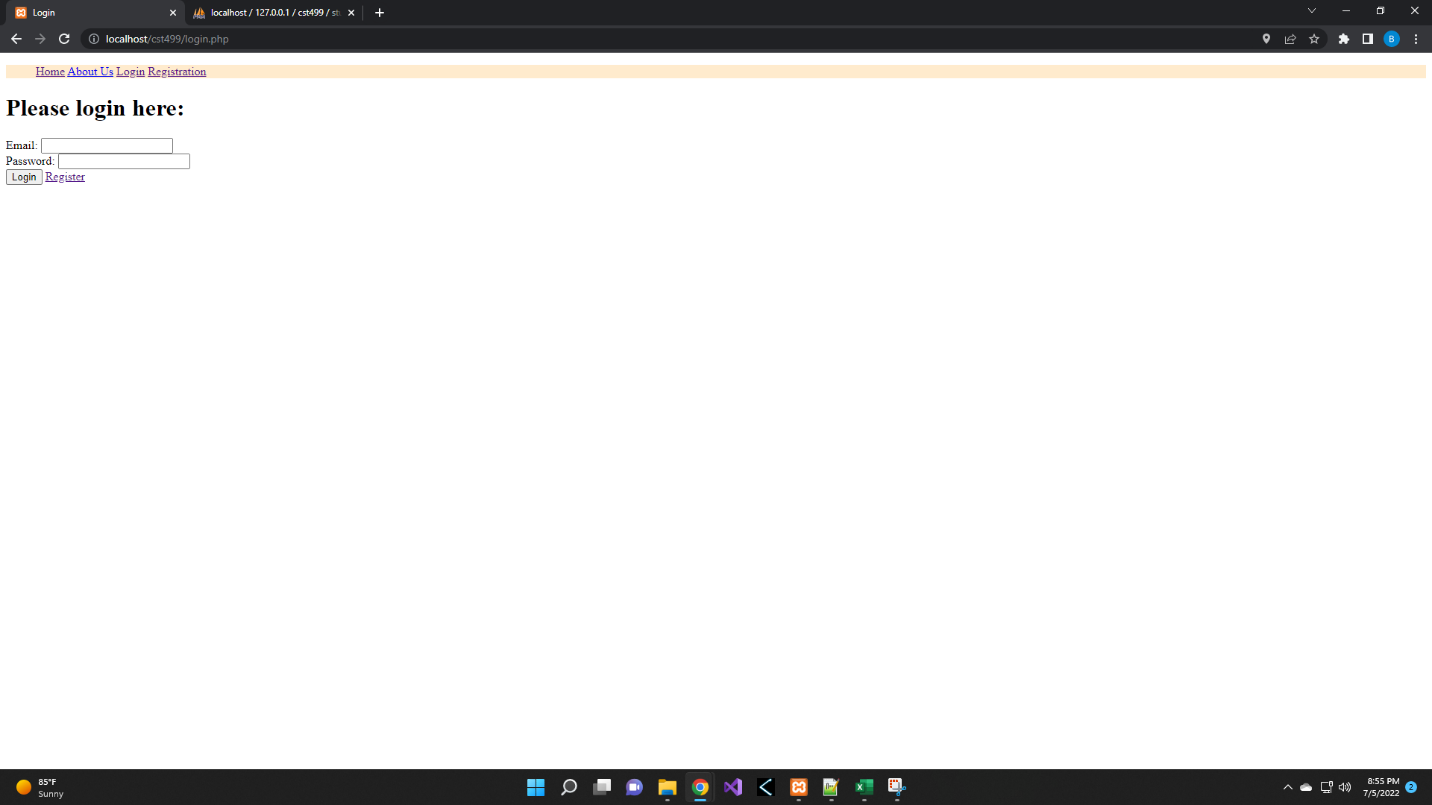 Login
localhost / 127.0.0.1 / cst499 / st
localhost/cst499/login.php
B
Home About Us Login Registration
Please login here:
Email:
Password:
Login Register
85°F
Sunny
8:55 PM
7/5/2022
2